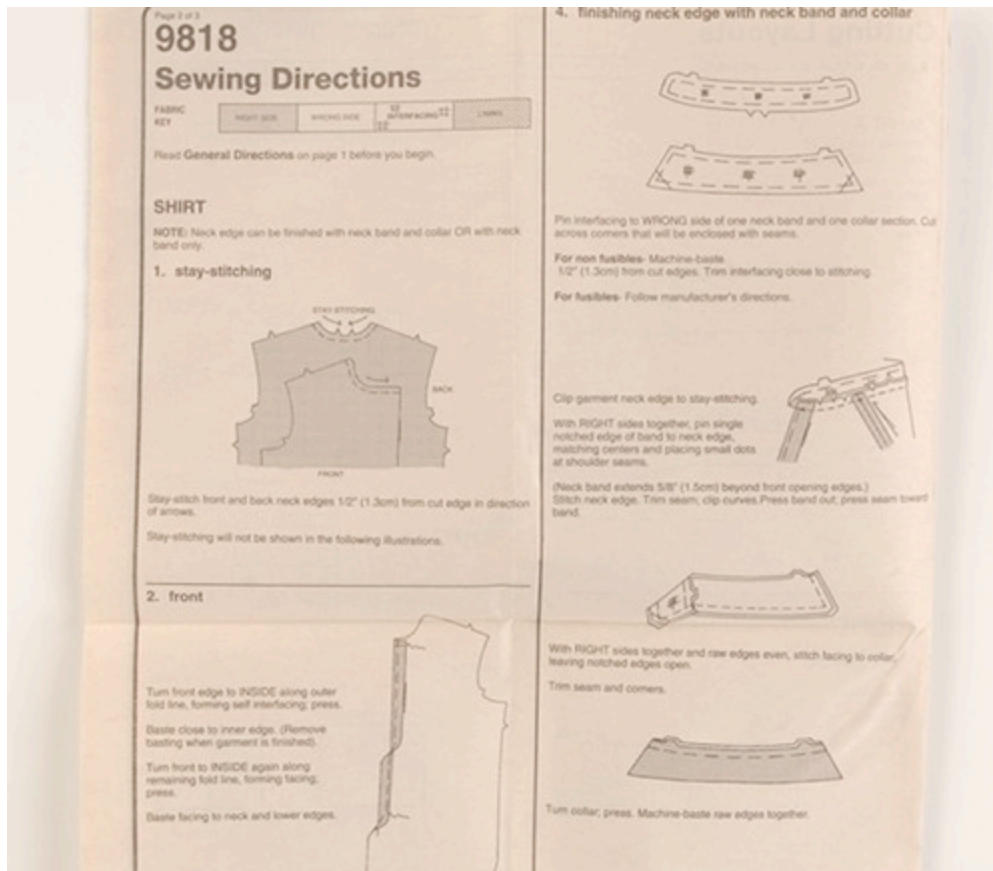 Page 2 of 3
9818
Sewing Directions
FABRIC
KEY
RIGHT SIDE
WRONG SIDE
INTERFACING
LINING
Read General Directions on page 1 before you begin.
SHIRT
NOTE: Neck edge can be finished with neck band and collar OR with neck
band only.
1. stay-stitching
STAY STITCHING
BACK
FRONT
Stay-stitch front and back neck edges 1/2" (1.3cm) from cut edge in direction
of arrows.
Stay-stitching will not be shown in the following illustrations.
2. front
Turn front edge to INSIDE along outer
fold line, forming self interfacing; press.
Baste close to inner edge. (Remove
basting when garment is finished).
Turn front to INSIDE again along
remaining fold line, forming facing;
press.
Baste facing to neck and lower edges.
4. finishing neck edge with neck band and collar
Pin interfacing to WRONG side of one neck band and one collar section. Cut
across corners that will be enclosed with seams.
For non fusibles- Machine-baste
1/2" (1.3cm) from cut edges. Trim interfacing close to stitching.
For fusibles- Follow manufacturer's directions.
Clip garment neck edge to stay-stitching.
With RIGHT sides together, pin single
notched edge of band to neck edge,
matching centers and placing small dots
at shoulder seams.
(Neck band extends 5/8" (1.5cm) beyond front opening edges.)
Stitch neck edge. Trim seam; clip curves.Press band out; press seam toward
band.
With RIGHT sides together and raw edges even, stitch facing to collar,
leaving notched edges open.
Trim seam and corners.
Turn collar; press. Machine-baste raw edges together.